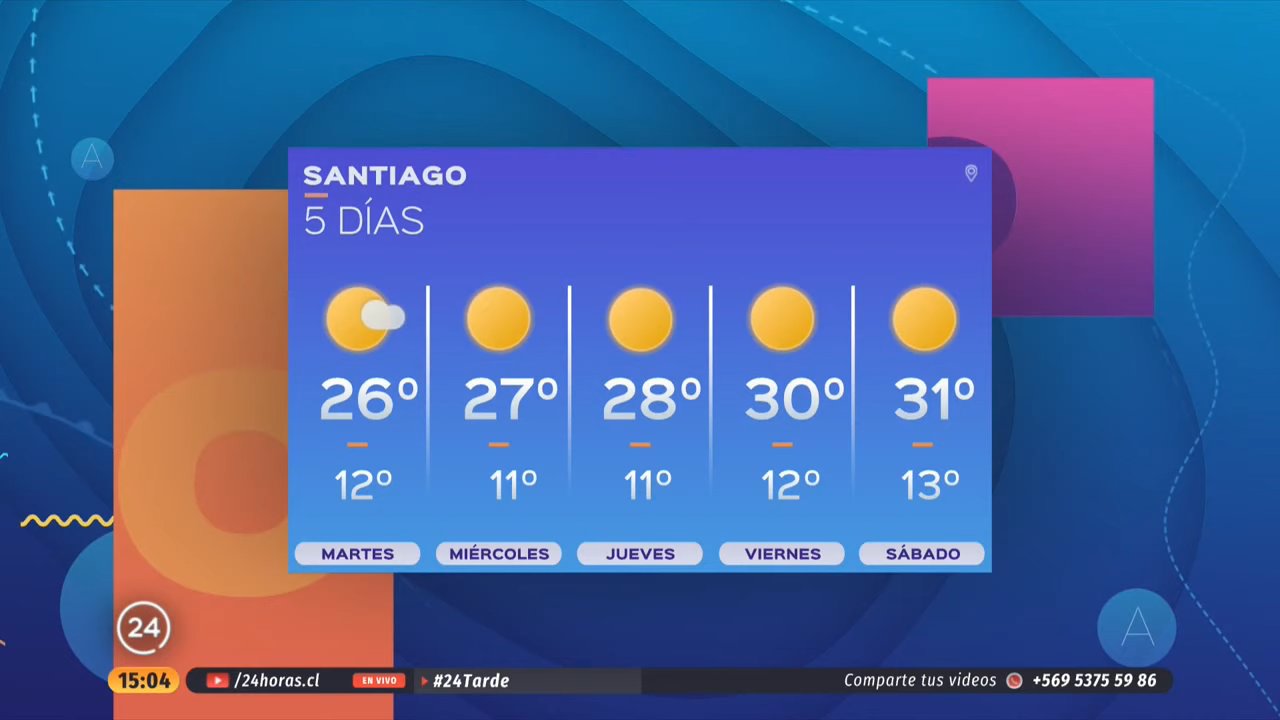 SANTIAGO
5 DÍAS
26° 27° 28° 30° 31°
12° 11° 11° 12° 13°
MARTES MIÉRCOLES JUEVES VIERNES SÁBADO
A
A
24
15:04 /24horas.cl EN VIVO #24Tarde Comparte tus videos +569 5375 59 86